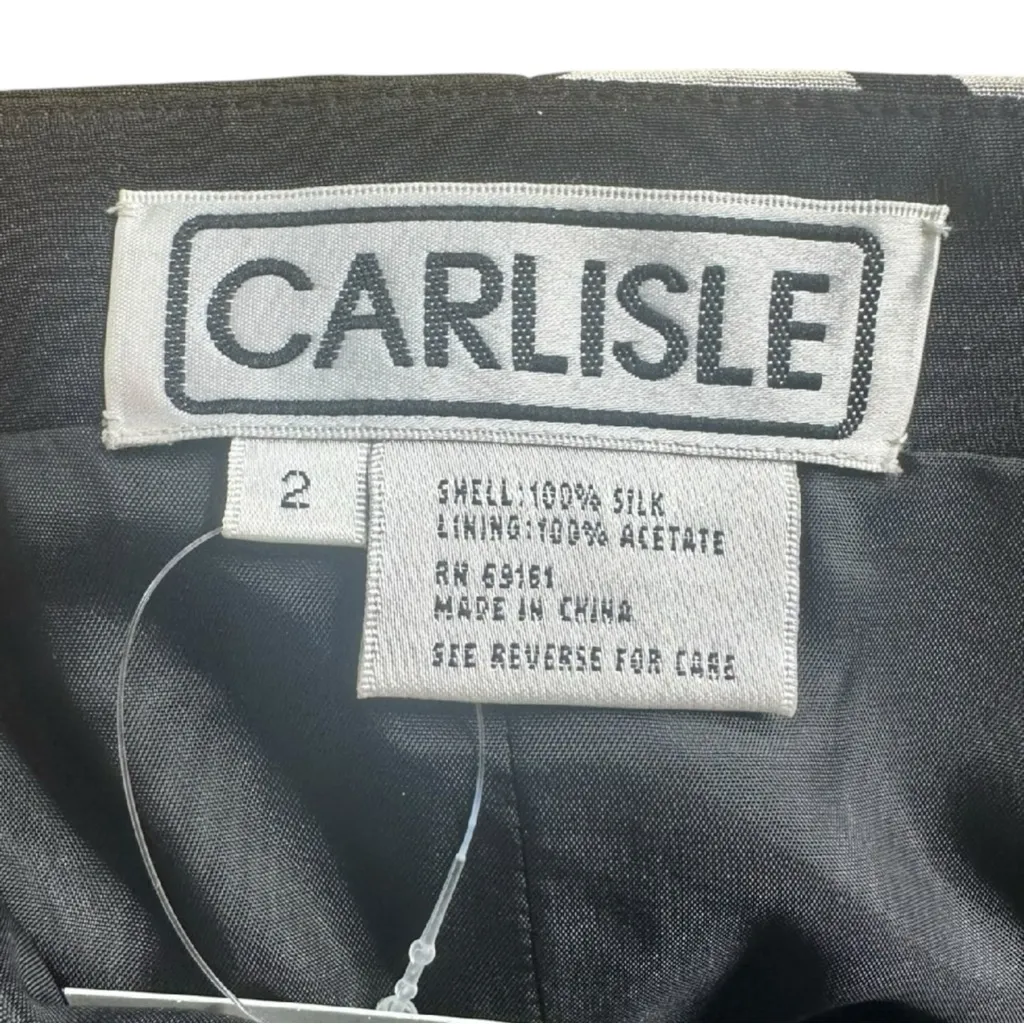 CARLISLE
2
SHELL:100% SILK
LINING:100% ACETATE
RN 69161
MADE IN CHINA
SEE REVERSE FOR CARE